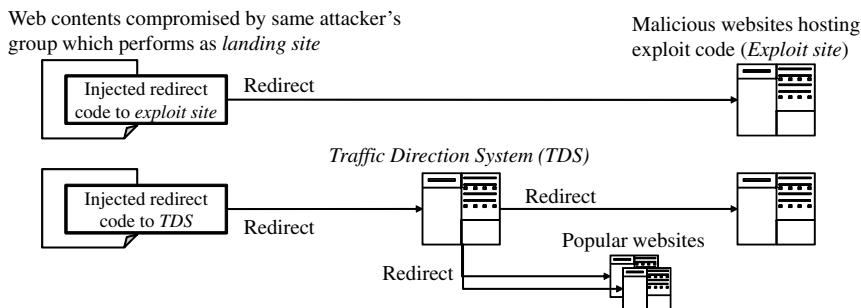 Web contents compromised by same attacker's
group which performs as landing site
Malicious websites hosting
exploit code (Exploit site)
Injected redirect
code to exploit site
Redirect
Traffic Direction System (TDS)
Injected redirect
code to TDS
Redirect
Redirect
Popular websites
Redirect